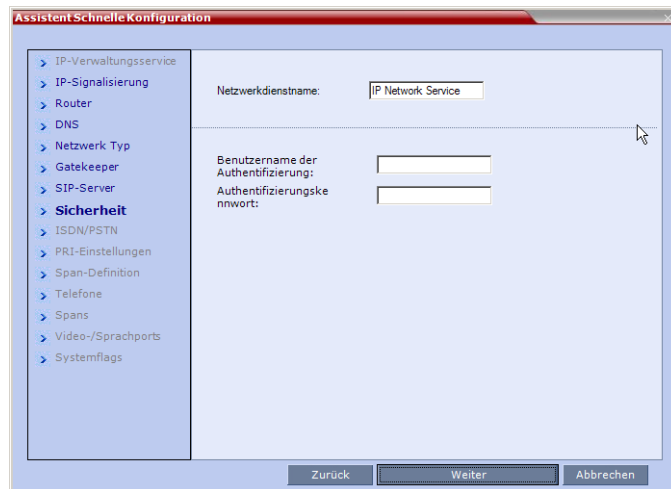 Assistent Schnelle Konfiguration
IP-Verwaltungsservice
IP-Signalisierung
Router
DNS
Netzwerk Typ
Gatekeeper
SIP-Server
Sicherheit
ISDN/PSTN
PRI-Einstellungen
Span-Definition
Telefone
Spans
Video-/Sprachports
Systemflags
Netzwerkdienstname:
IP Network Service
Benutzername der
Authentifizierung:
Authentifizierungske
nnwort:
Zurück
Weiter
Abbrechen